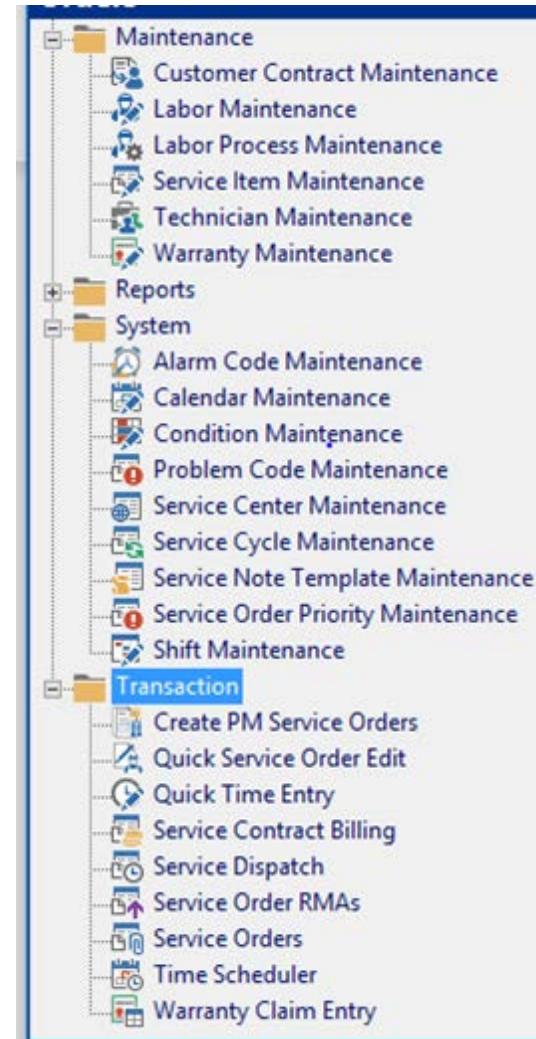 Maintenance
Customer Contract Maintenance
Labor Maintenance
Labor Process Maintenance
Service Item Maintenance
Technician Maintenance
Warranty Maintenance
Reports
System
Alarm Code Maintenance
Calendar Maintenance
Condition Maintenance
Problem Code Maintenance
Service Center Maintenance
Service Cycle Maintenance
Service Note Template Maintenance
Service Order Priority Maintenance
Shift Maintenance
Transaction
Create PM Service Orders
Quick Service Order Edit
Quick Time Entry
Service Contract Billing
Service Dispatch
Service Order RMAs
Service Orders
Time Scheduler
Warranty Claim Entry